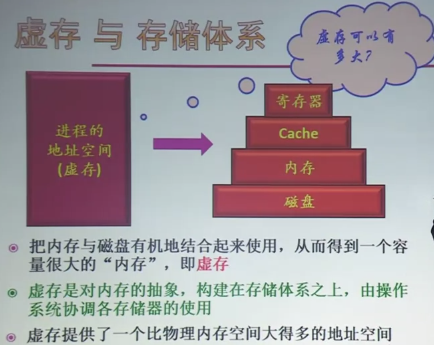 虚存 与 存储体系
虚存可以有
多大?
进程的
地址空间
(虚存)
寄存器
Cache
内存
磁盘
把内存与磁盘有机地结合起来使用，从而得到一个容
量很大的“内存”，即虚存
虚存是对内存的抽象，构建在存储体系之上，由操作
系统协调各存储器的使用
虚存提供了一个比物理内存空间大得多的地址空间